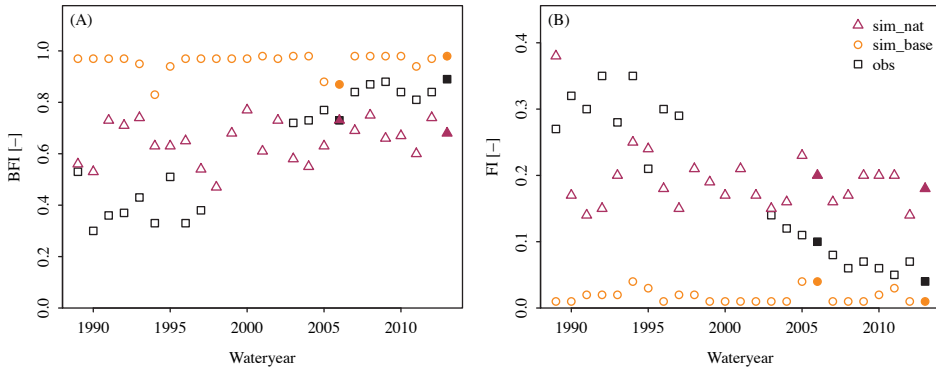 (A)
BFI [−]
1.0
0.8
0.6
0.4
0.2
0.0
1990 1995 2000 2005 2010
Wateryear
(B)
sim_nat
sim_base
obs
FI [−]
0.4
0.3
0.2
0.1
0.0
1990 1995 2000 2005 2010
Wateryear